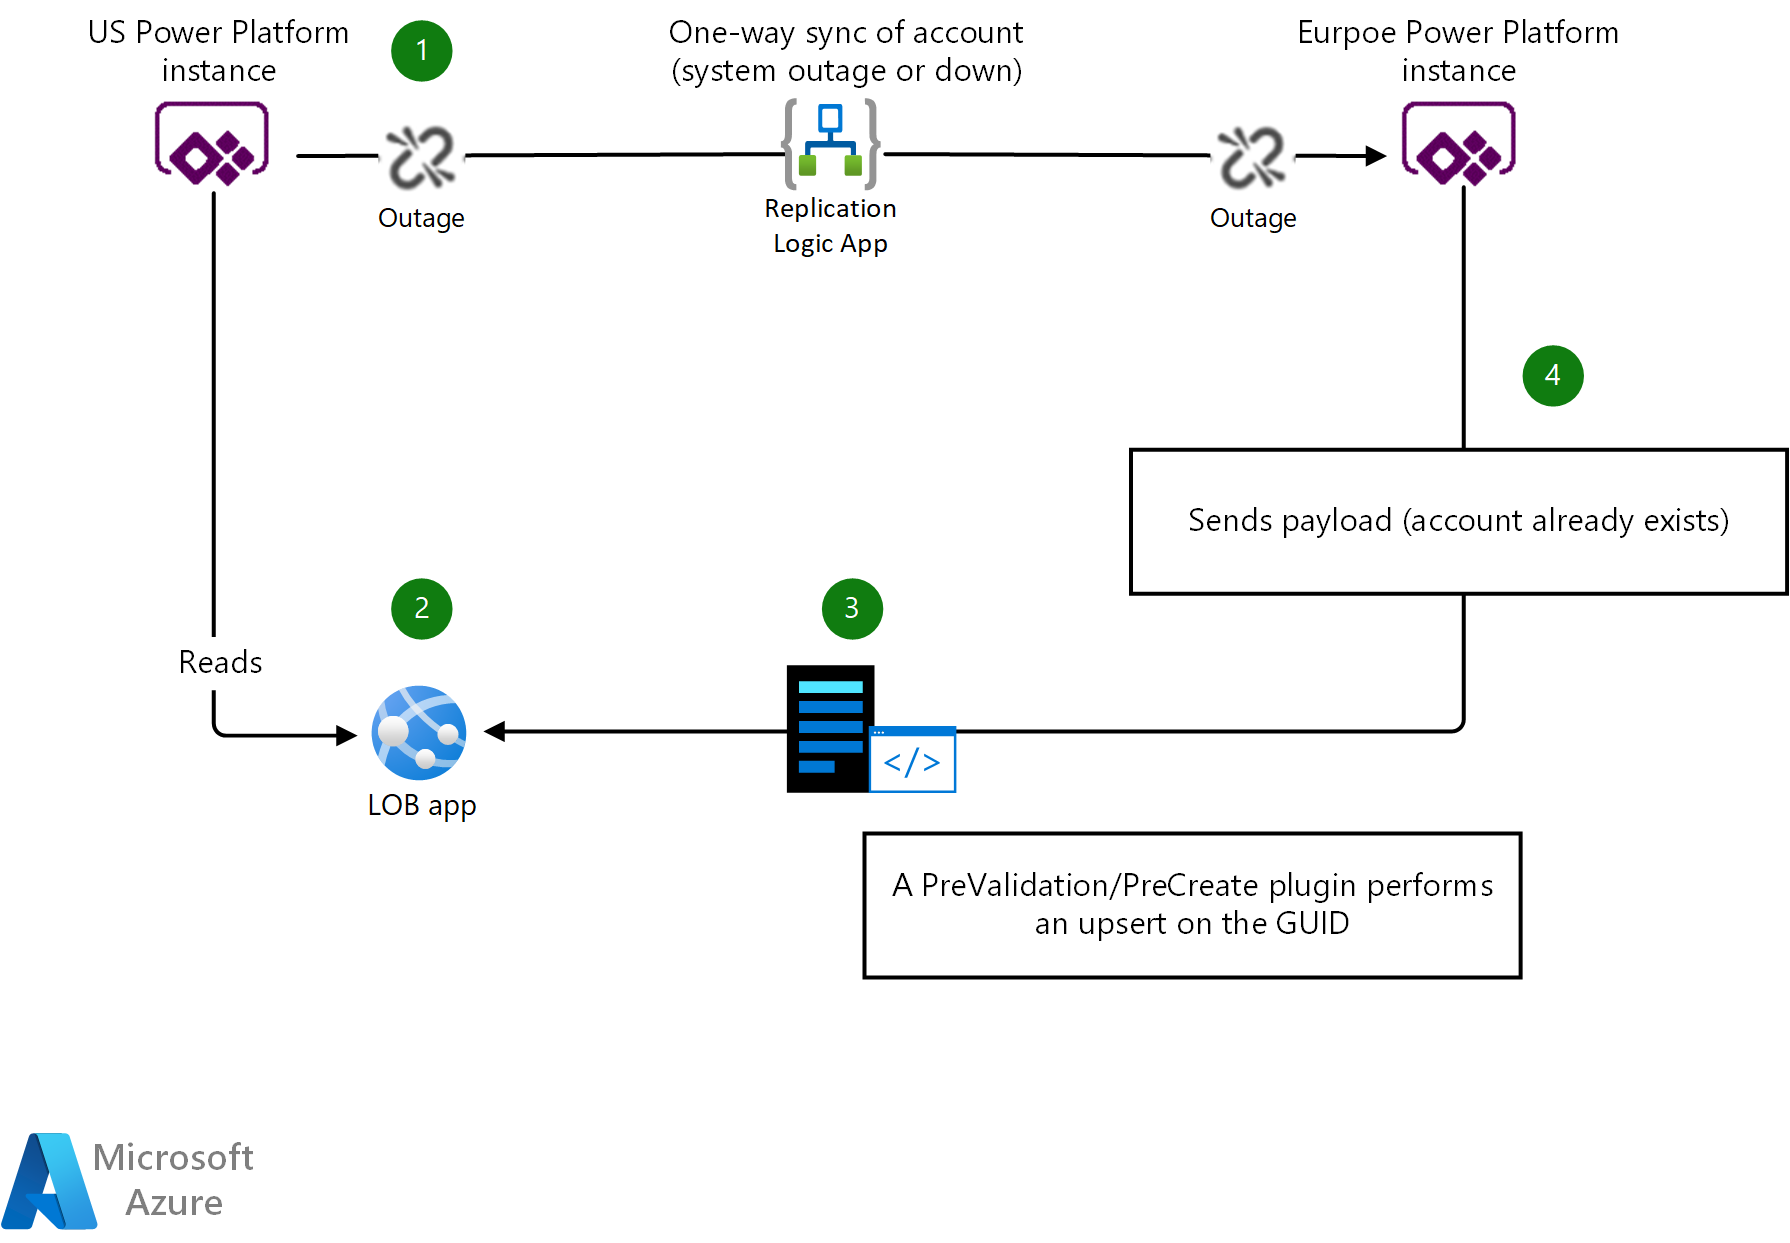 US Power Platform
instance
1
One-way sync of account
(system outage or down)
Eurpoe Power Platform
instance
Outage
Replication
Logic App
Outage
4
Sends payload (account already exists)
2
3
Reads
</>
LOB app
A PreValidation/PreCreate plugin performs
an upsert on the GUID
Microsoft
Azure